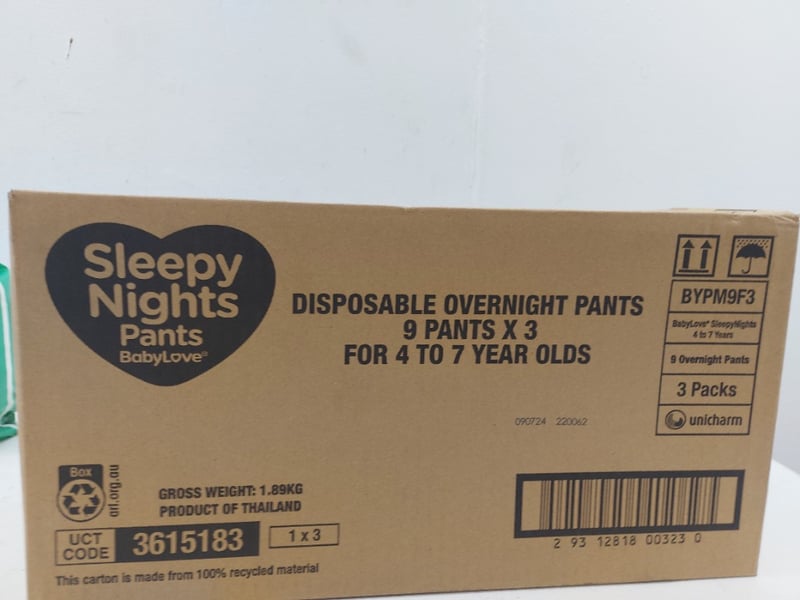 Sleepy
Nights
Pants
BabyLove®
DISPOSABLE OVERNIGHT PANTS
9 PANTS X 3
FOR 4 TO 7 YEAR OLDS
BYPM9F3
BabyLove® SleepyNights
4 to 7 Years
9 Overnight Pants
3 Packs
unicharm
090724 220062
Box
arl.org.au
GROSS WEIGHT: 1.89KG
PRODUCT OF THAILAND
UCT
CODE
3615183
1 x 3
2 93 12818 00323 0
This carton is made from 100% recycled material